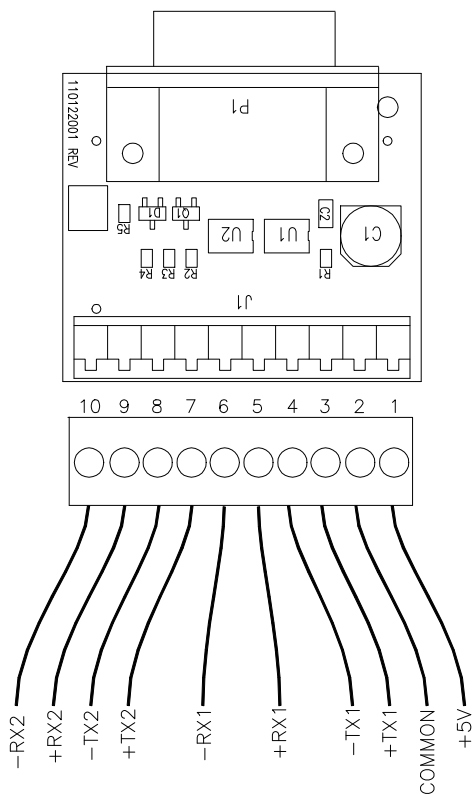 P1
110122001 REV
R5
D1
Q1
U2
U1
C2
C1
R4
R3
R2
R1
J1
10 9 8 7 6 5 4 3 2 1
-RX2
+RX2
-TX2
+TX2
-RX1
+RX1
-TX1
+TX1
COMMON
+5V